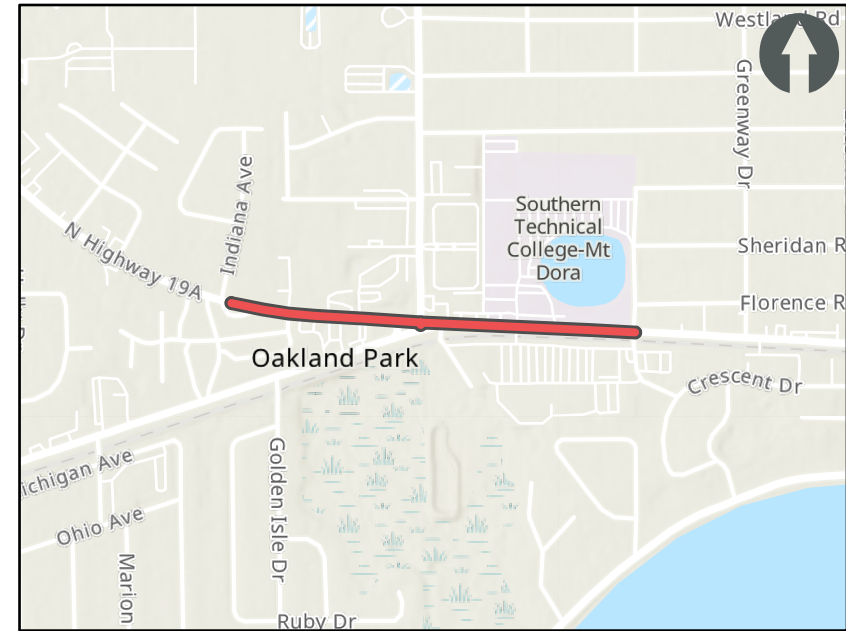 Westland Rd
Greenway Dr
Indiana Ave
Southern
Technical
College-Mt
Dora
N Highway 19A
Sheridan R
Florence R
Oakland Park
Crescent Dr
ichigan Ave
Golden Isle Dr
Ohio Ave
Marion
Ruby Dr